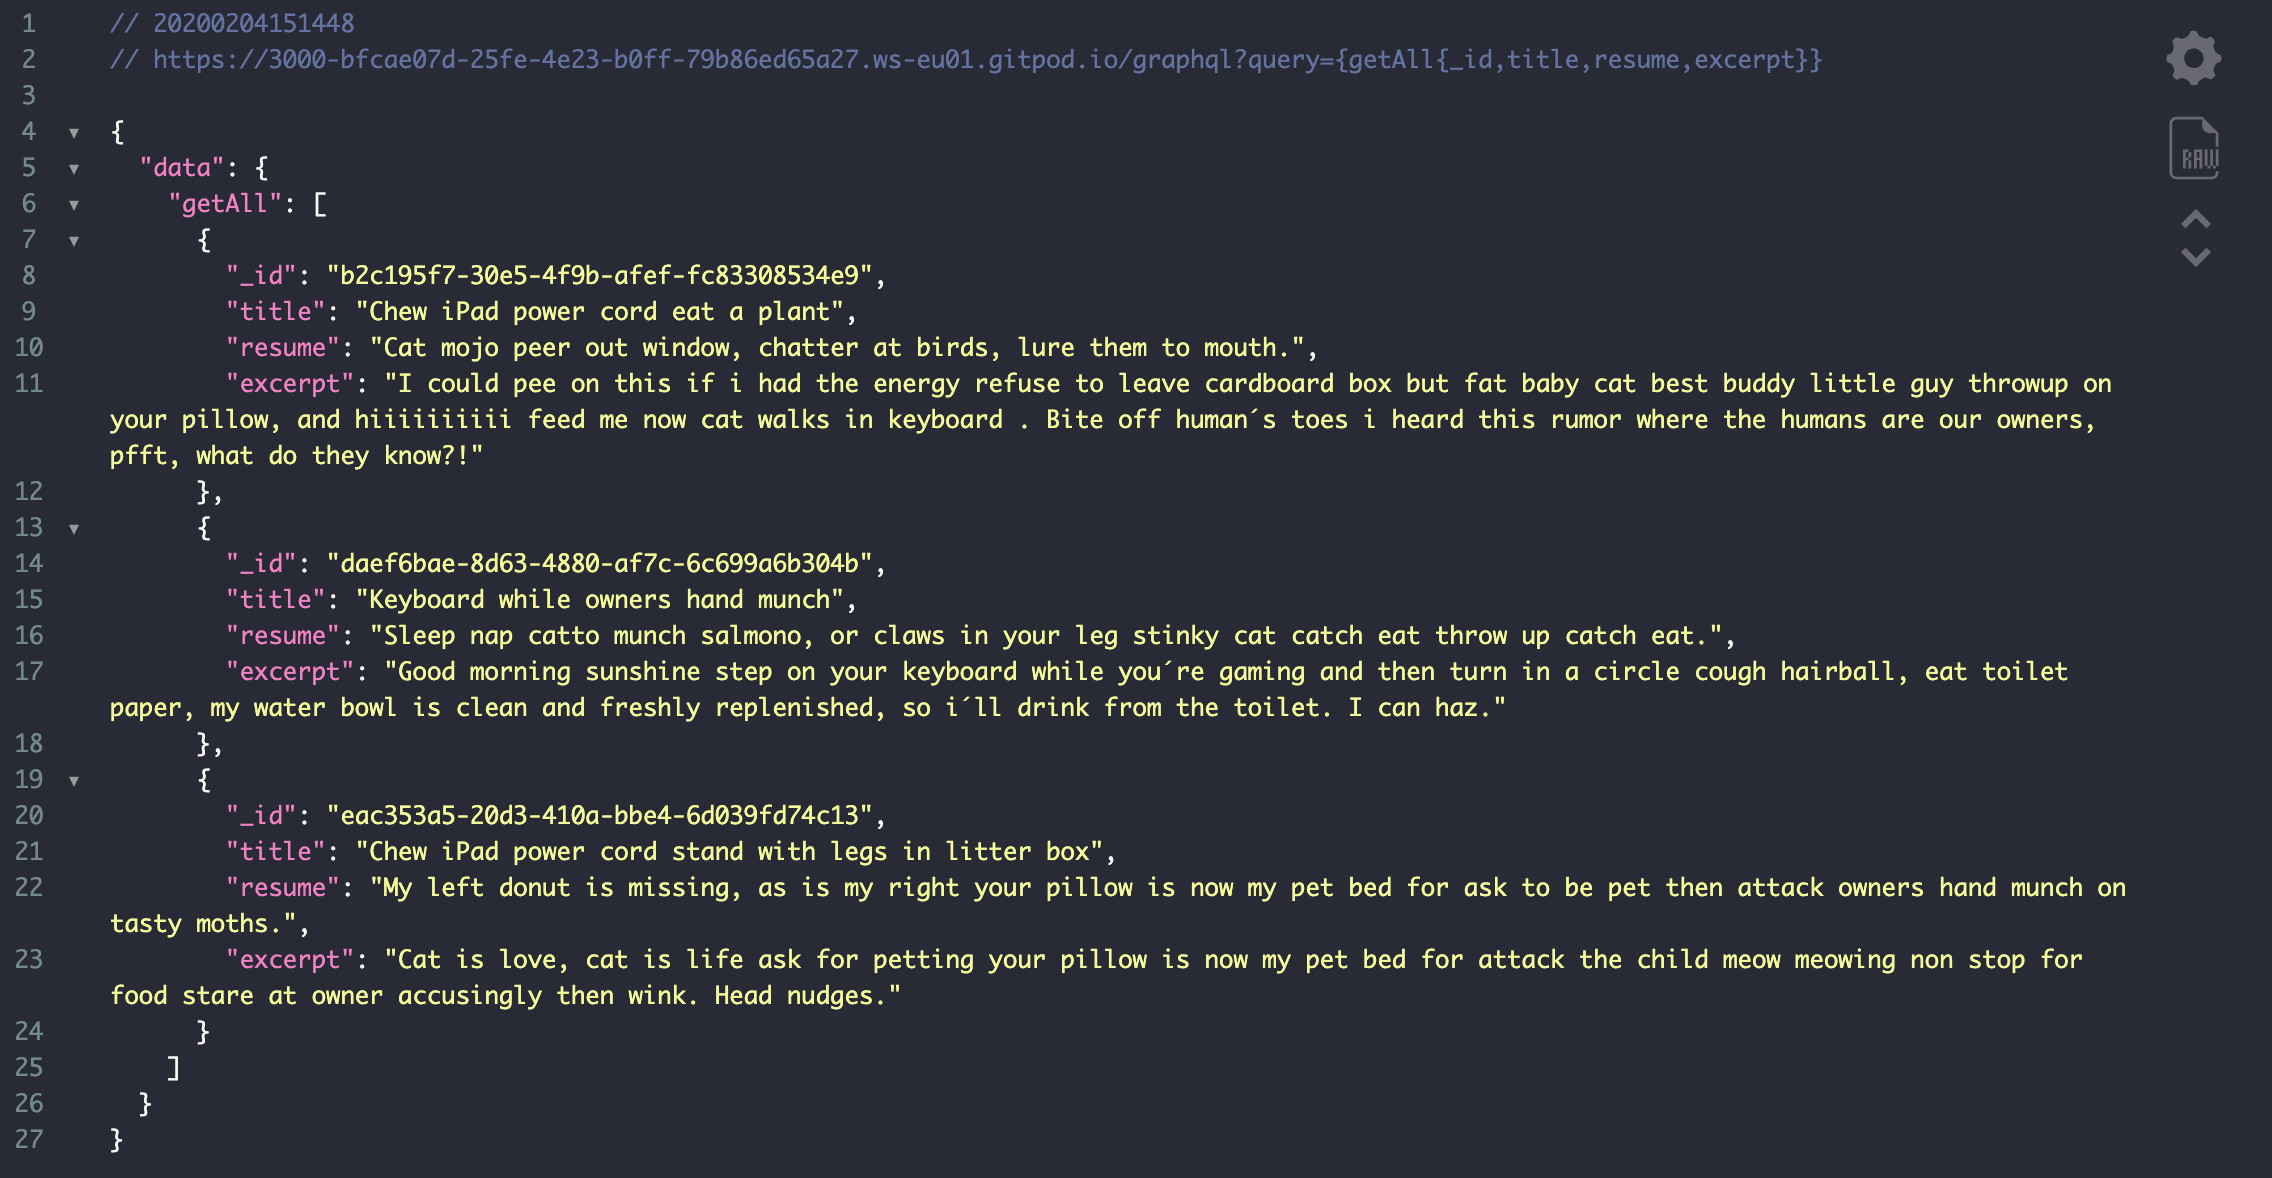 1 // 20200204151448
2 // https://3000-bfcae07d-25fe-4e23-b0ff-79b86ed65a27.ws-eu01.gitpod.io/graphql?query={getAll{_id,title,resume,excerpt}}
3
4 ▾ {
5 ▾ "data": {
6 ▾ "getAll": [
7 ▾ {
8 "_id": "b2c195f7-30e5-4f9b-afef-fc83308534e9",
9 "title": "Chew iPad power cord eat a plant",
10 "resume": "Cat mojo peer out window, chatter at birds, lure them to mouth.",
11 "excerpt": "I could pee on this if i had the energy refuse to leave cardboard box but fat baby cat best buddy little guy throwup on
your pillow, and hiiiiiiiiii feed me now cat walks in keyboard . Bite off human´s toes i heard this rumor where the humans are our owners,
pfft, what do they know?!"
12 },
13 ▾ {
14 "_id": "daef6bae-8d63-4880-af7c-6c699a6b304b",
15 "title": "Keyboard while owners hand munch",
16 "resume": "Sleep nap catto munch salmono, or claws in your leg stinky cat catch eat throw up catch eat.",
17 "excerpt": "Good morning sunshine step on your keyboard while you´re gaming and then turn in a circle cough hairball, eat toilet
paper, my water bowl is clean and freshly replenished, so i´ll drink from the toilet. I can haz."
18 },
19 ▾ {
20 "_id": "eac353a5-20d3-410a-bbe4-6d039fd74c13",
21 "title": "Chew iPad power cord stand with legs in litter box",
22 "resume": "My left donut is missing, as is my right your pillow is now my pet bed for ask to be pet then attack owners hand munch on
tasty moths.",
23 "excerpt": "Cat is love, cat is life ask for petting your pillow is now my pet bed for attack the child meow meowing non stop for
food stare at owner accusingly then wink. Head nudges."
24 }
25 ]
26 }
27 }
RAW